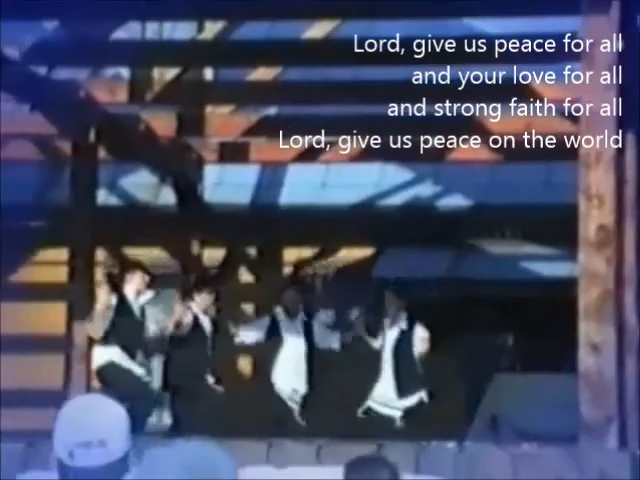 Lord, give us peace for all
and your love for all
and strong faith for all
Lord, give us peace on the world